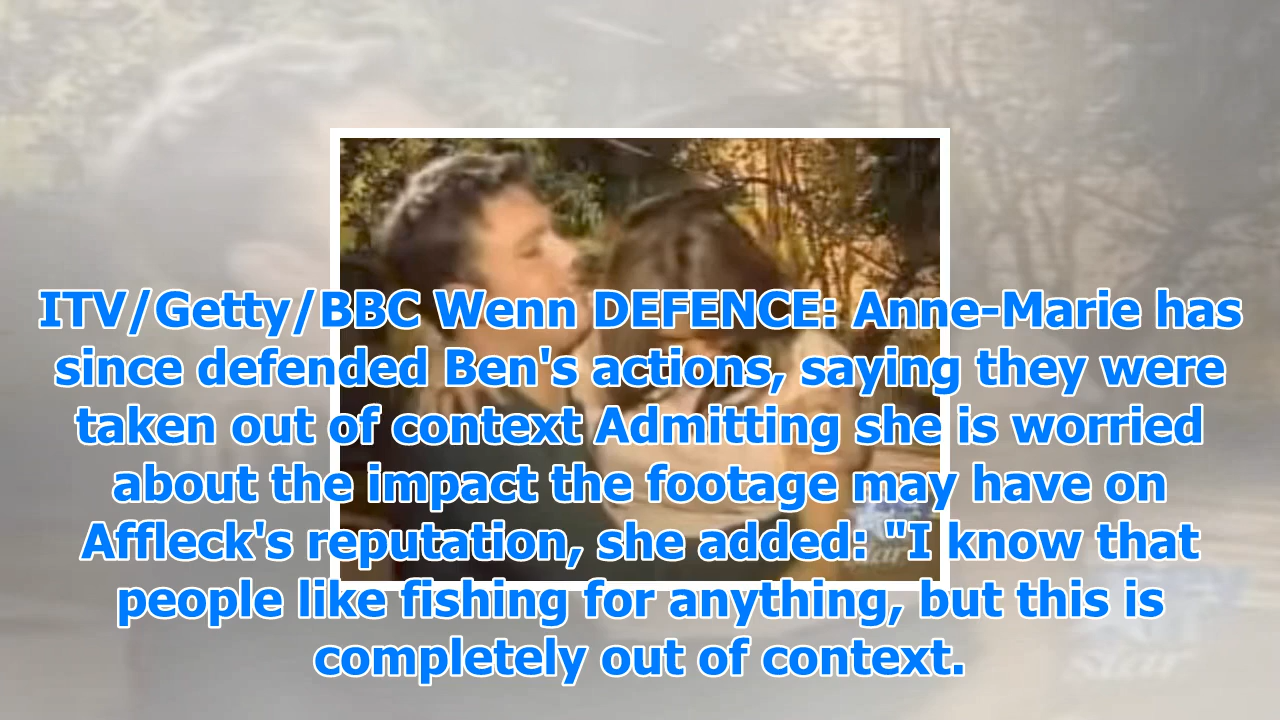 ITV/Getty/BBC Wenn DEFENCE: Anne-Marie has
since defended Ben's actions, saying they were
taken out of context Admitting she is worried
about the impact the footage may have on
Affleck's reputation, she added: "I know that
people like fishing for anything, but this is
completely out of context.
star
star